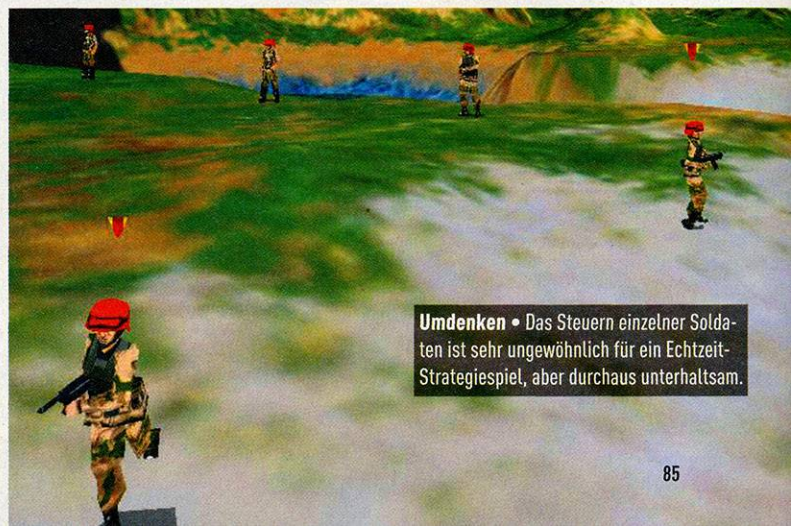 Umdenken • Das Steuern einzelner Solda-
ten ist sehr ungewöhnlich für ein Echtzeit-
Strategiespiel, aber durchaus unterhaltsam.
85